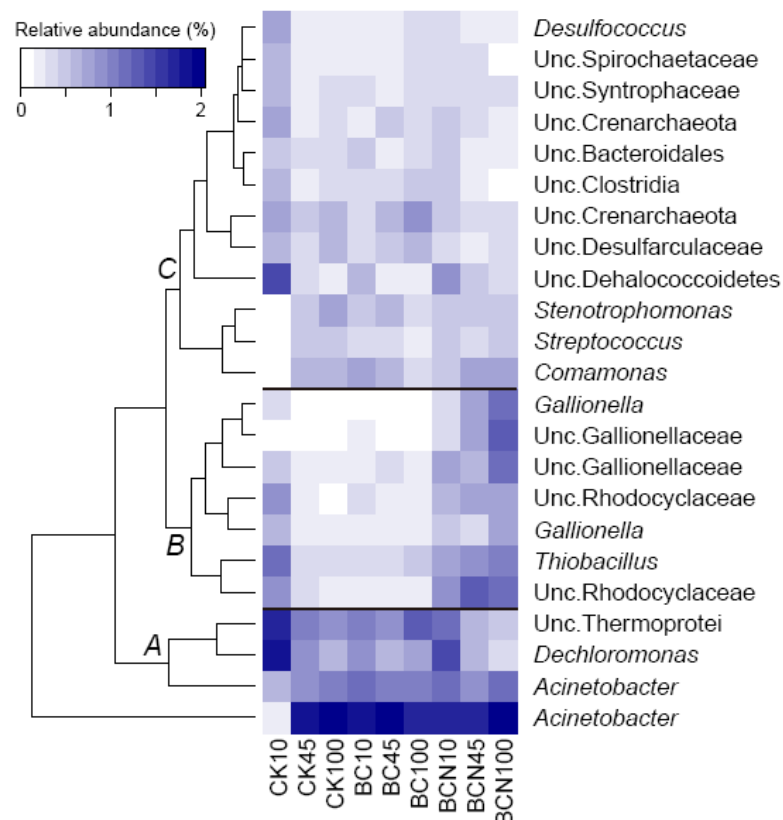 Relative abundance (%)
0 1 2
Desulfococcus
Unc.Spirochaetaceae
Unc.Syntrophaceae
Unc.Crenarchaeota
Unc.Bacteroidales
Unc.Clostridia
Unc.Crenarchaeota
Unc.Desulfarculaceae
C
Unc.Dehalococcoidetes
Stenotrophomonas
Streptococcus
Comamonas
Gallionella
Unc.Gallionellaceae
Unc.Gallionellaceae
Unc.Rhodocyclaceae
Gallionella
B
Thiobacillus
Unc.Rhodocyclaceae
Unc.Thermoprotei
A
Dechloromonas
Acinetobacter
Acinetobacter
CK10
CK45
CK100
BC10
BC45
BC100
BCN10
BCN45
BCN100